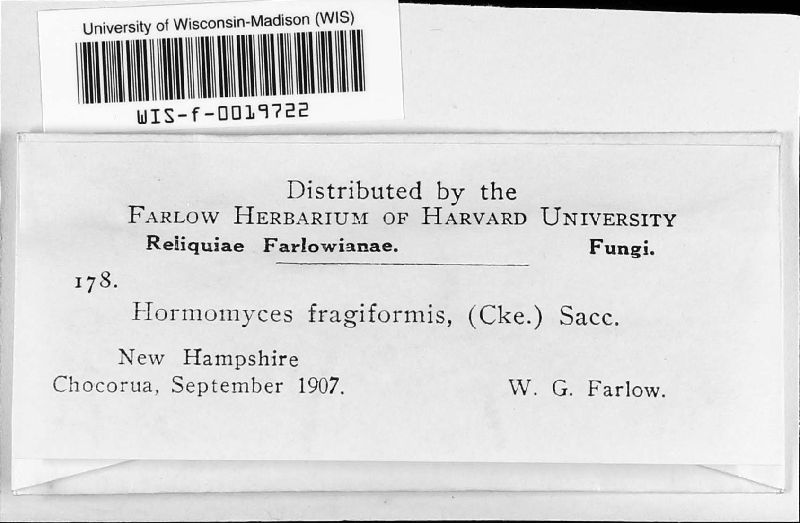 University of Wisconsin-Madison (WIS)
WIS-f-0019722
Distributed by the
FARLOW HERBARIUM OF HARVARD UNIVERSITY
Reliquiae Farlowianae. Fungi.
178.
Hormomyces fragiformis, (Cke.) Sacc.
New Hampshire
Chocorua, September 1907. W. G. Farlow.